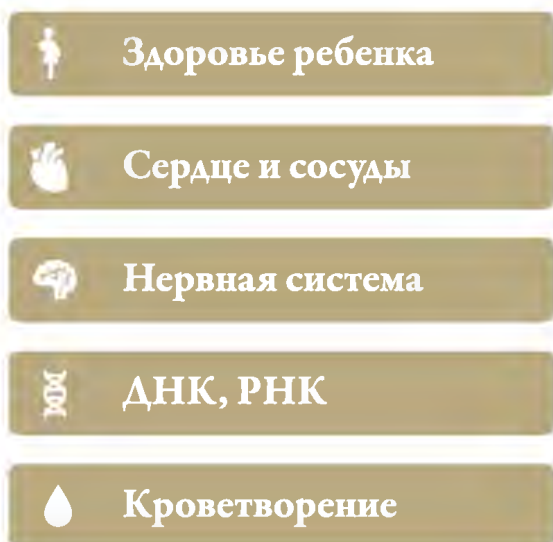 Здоровье ребенка
Сердце и сосуды
Нервная система
ДНК, РНК
Кроветворение